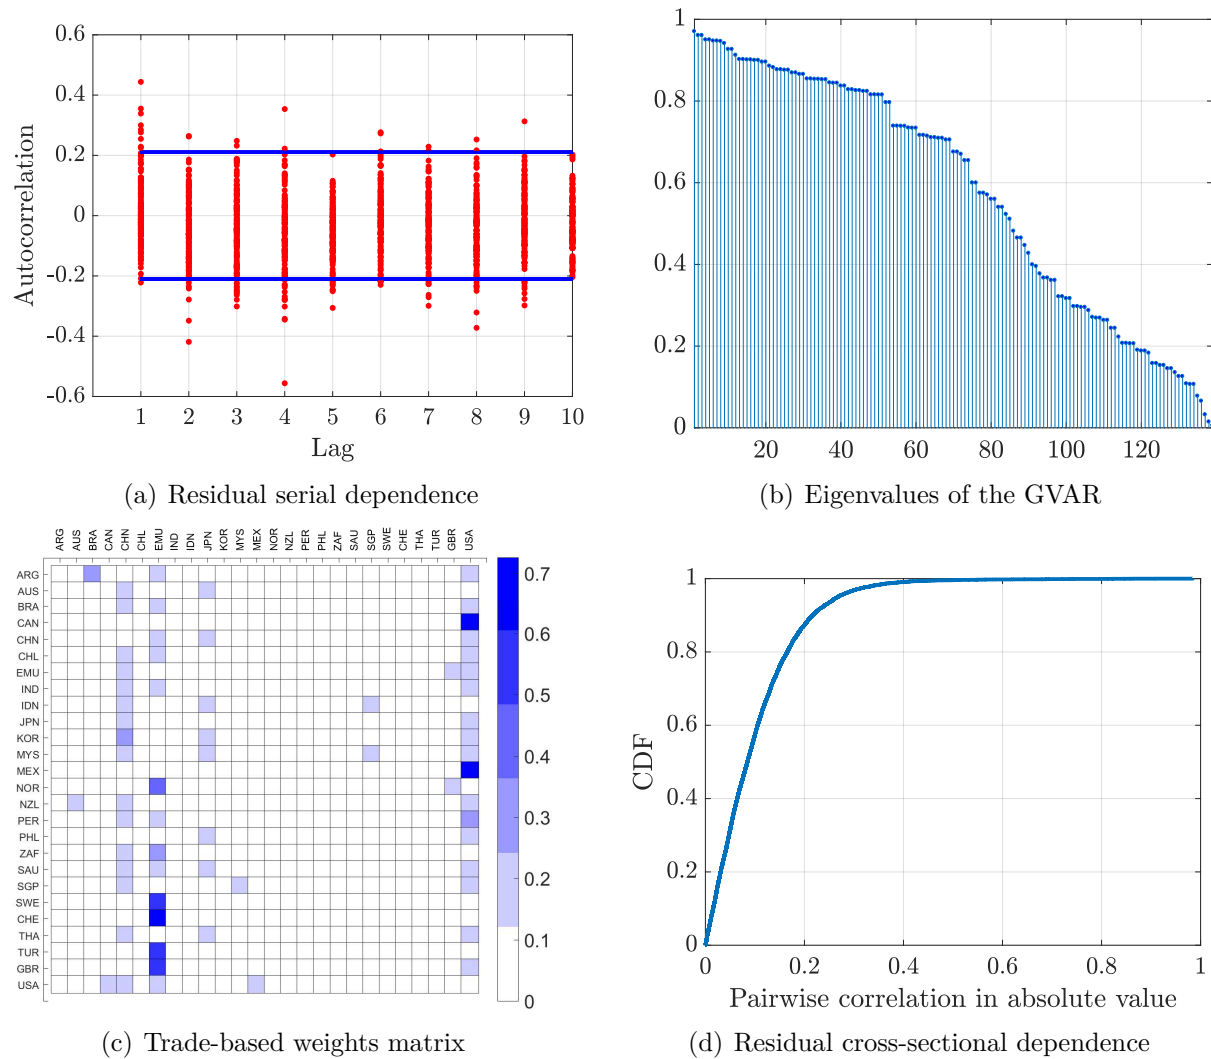 0.6
0.4
0.2
0
-0.2
-0.4
-0.6
Autocorrelation
1 2 3 4 5 6 7 8 9 10
Lag
(a) Residual serial dependence
1
0.8
0.6
0.4
0.2
0
20 40 60 80 100 120
(b) Eigenvalues of the GVAR
ARG AUS BRA CAN CHN CHL EMU IND IDN JPN KOR MYS MEX NOR NZL PER PHL ZAF SAU SGP SWE CHE THA TUR GBR USA
ARG
AUS
BRA
CAN
CHN
CHL
EMU
IND
IDN
JPN
KOR
MYS
MEX
NOR
NZL
PER
PHL
ZAF
SAU
SGP
SWE
CHE
THA
TUR
GBR
USA
0.7
0.6
0.5
0.4
0.3
0.2
0.1
0
(c) Trade-based weights matrix
1
0.8
0.6
0.4
0.2
0
CDF
0 0.2 0.4 0.6 0.8 1
Pairwise correlation in absolute value
(d) Residual cross-sectional dependence